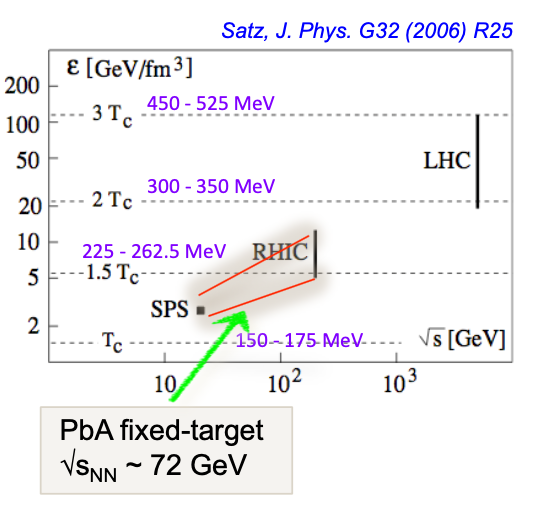 Satz, J. Phys. G32 (2006) R25
ε [GeV/fm³]
200
450 - 525 MeV
3 Tc
100
50
LHC
300 - 350 MeV
20
2 Tc
10
225 - 262.5 MeV
RHIC
5
1.5 Tc
SPS
2
Tc
150 - 175 MeV
√s [GeV]
10
10²
10³
PbA fixed-target
√sNN ~ 72 GeV